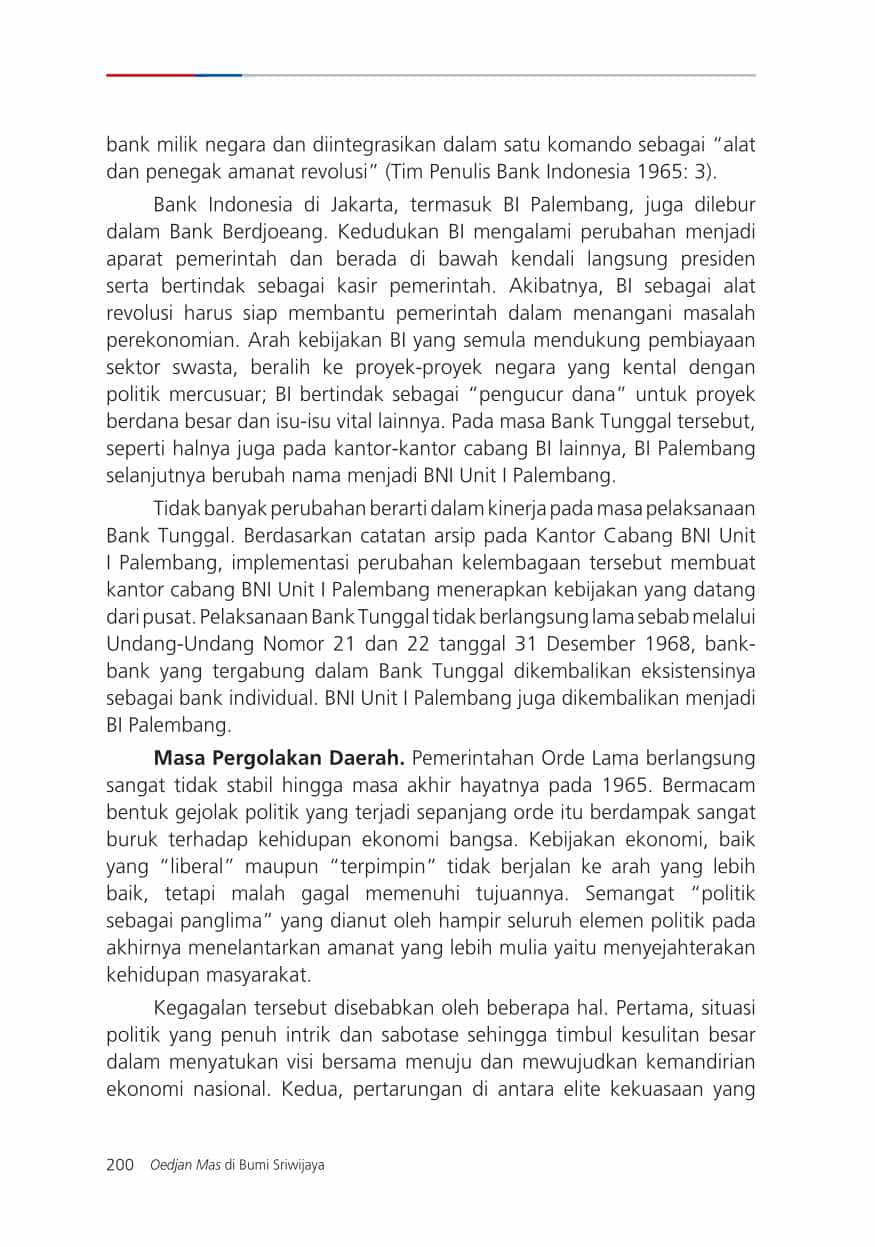 bank milik negara dan diintegrasikan dalam satu komando sebagai “alat
dan penegak amanat revolusi” (Tim Penulis Bank Indonesia 1965: 3).
Bank Indonesia di Jakarta, termasuk BI Palembang, juga dilebur
dalam Bank Berdjoeang. Kedudukan BI mengalami perubahan menjadi
aparat pemerintah dan berada di bawah kendali langsung presiden
serta bertindak sebagai kasir pemerintah. Akibatnya, BI sebagai alat
revolusi harus siap membantu pemerintah dalam menangani masalah
perekonomian. Arah kebijakan BI yang semula mendukung pembiayaan
sektor swasta, beralih ke proyek-proyek negara yang kental dengan
politik mercusuar; BI bertindak sebagai “pengucur dana” untuk proyek
berdana besar dan isu-isu vital lainnya. Pada masa Bank Tunggal tersebut,
seperti halnya juga pada kantor-kantor cabang BI lainnya, BI Palembang
selanjutnya berubah nama menjadi BNI Unit I Palembang.
Tidak banyak perubahan berarti dalam kinerja pada masa pelaksanaan
Bank Tunggal. Berdasarkan catatan arsip pada Kantor Cabang BNI Unit
I Palembang, implementasi perubahan kelembagaan tersebut membuat
kantor cabang BNI Unit I Palembang menerapkan kebijakan yang datang
dari pusat. Pelaksanaan Bank Tunggal tidak berlangsung lama sebab melalui
Undang-Undang Nomor 21 dan 22 tanggal 31 Desember 1968, bank-
bank yang tergabung dalam Bank Tunggal dikembalikan eksistensinya
sebagai bank individual. BNI Unit I Palembang juga dikembalikan menjadi
BI Palembang.
Masa Pergolakan Daerah. Pemerintahan Orde Lama berlangsung
sangat tidak stabil hingga masa akhir hayatnya pada 1965. Bermacam
bentuk gejolak politik yang terjadi sepanjang orde itu berdampak sangat
buruk terhadap kehidupan ekonomi bangsa. Kebijakan ekonomi, baik
yang “liberal” maupun “terpimpin” tidak berjalan ke arah yang lebih
baik, tetapi malah gagal memenuhi tujuannya. Semangat “politik
sebagai panglima” yang dianut oleh hampir seluruh elemen politik pada
akhirnya menelantarkan amanat yang lebih mulia yaitu menyejahterakan
kehidupan masyarakat.
Kegagalan tersebut disebabkan oleh beberapa hal. Pertama, situasi
politik yang penuh intrik dan sabotase sehingga timbul kesulitan besar
dalam menyatukan visi bersama menuju dan mewujudkan kemandirian
ekonomi nasional. Kedua, pertarungan di antara elite kekuasaan yang
200 Oedjan Mas di Bumi Sriwijaya